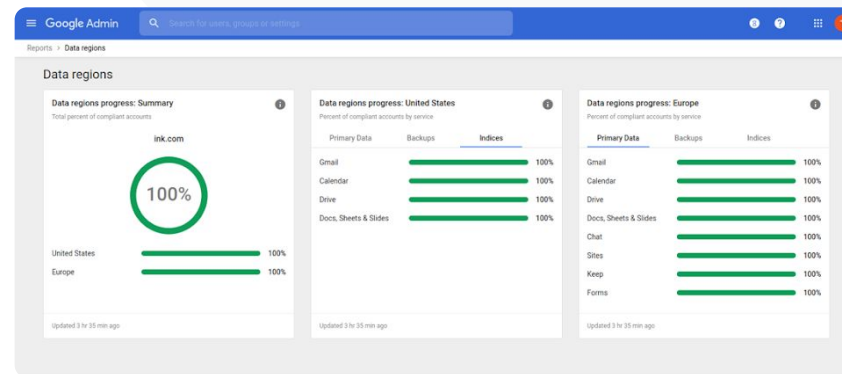 Google Admin
Search for users, groups or settings
Reports > Data regions
Data regions
Data regions progress: Summary
Total percent of compliant accounts
ink.com
100%
United States 100%
Europe 100%
Updated 3 hr 35 min ago
Data regions progress: United States
Percent of compliant accounts by service
Primary Data Backups Indices
Gmail 100%
Calendar 100%
Drive 100%
Docs, Sheets & Slides 100%
Updated 3 hr 35 min ago
Data regions progress: Europe
Percent of compliant accounts by service
Primary Data Backups Indices
Gmail 100%
Calendar 100%
Drive 100%
Docs, Sheets & Slides 100%
Chat 100%
Sites 100%
Keep 100%
Forms 100%
Updated 3 hr 35 min ago